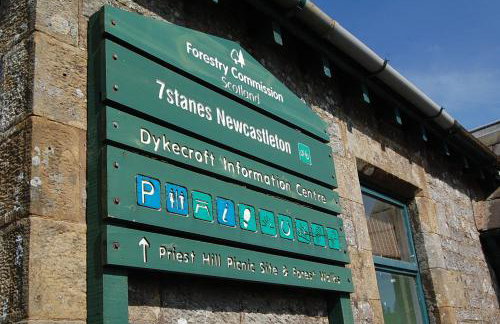 Forestry Commission
Scotland
7stanes Newcastleton
Dykecroft Information Centre
P i
Priest Hill Picnic Site & Forest Walks